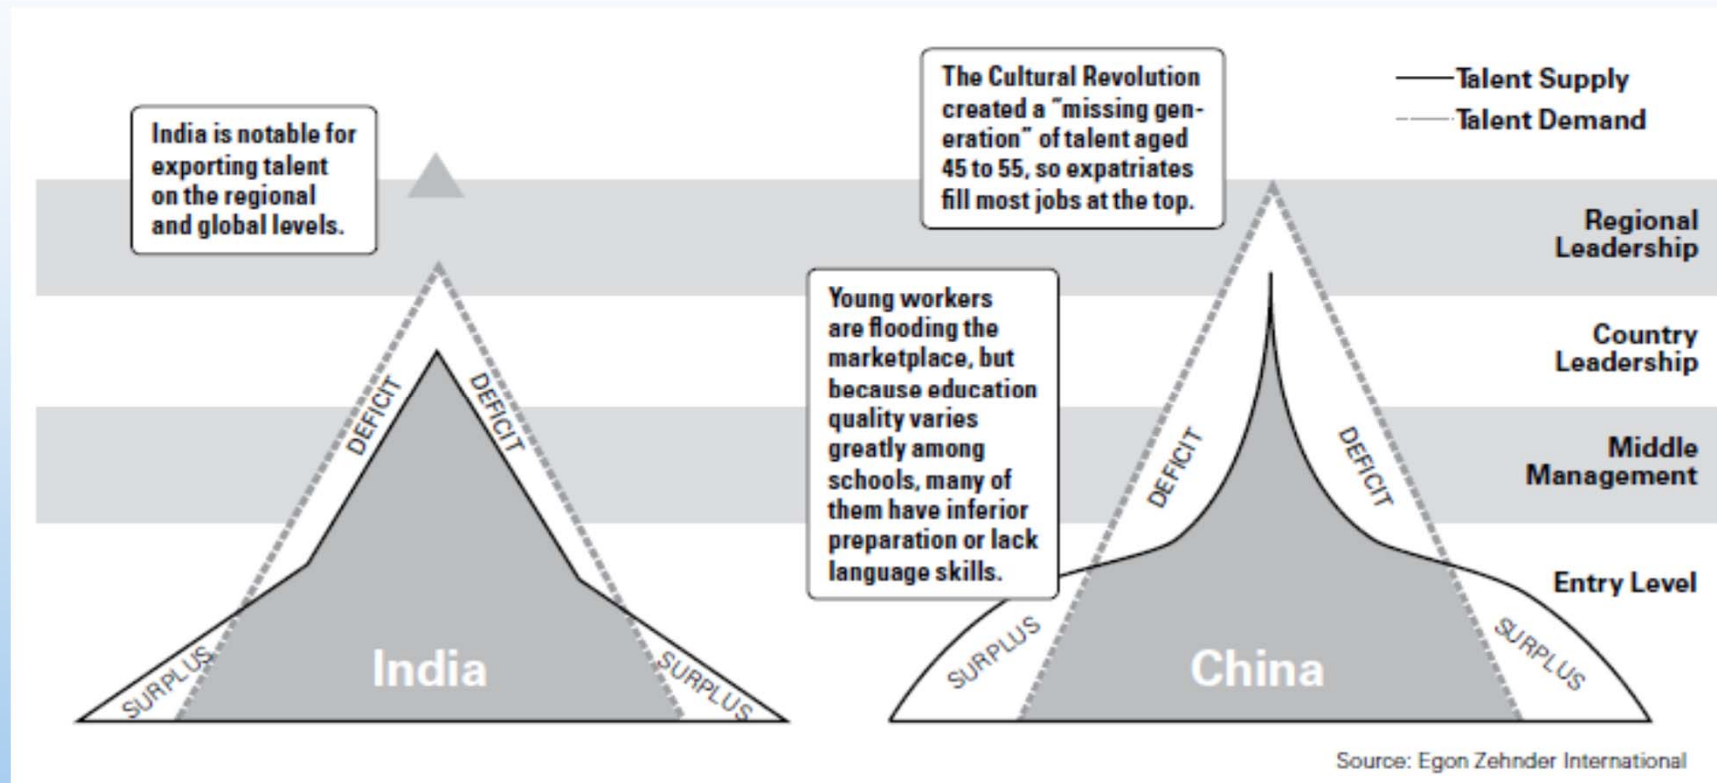 India is notable for
exporting talent
on the regional
and global levels.
The Cultural Revolution
created a "missing gen-
eration" of talent aged
45 to 55, so expatriates
fill most jobs at the top.
Talent Supply
Talent Demand
Young workers
are flooding the
marketplace, but
because education
quality varies
greatly among
schools, many of
them have inferior
preparation or lack
language skills.
Regional
Leadership
Country
Leadership
Middle
Management
Entry Level
DEFICIT
DEFICIT
SURPLUS
India
SURPLUS
DEFICIT
DEFICIT
SURPLUS
China
SURPLUS
Source: Egon Zehnder International